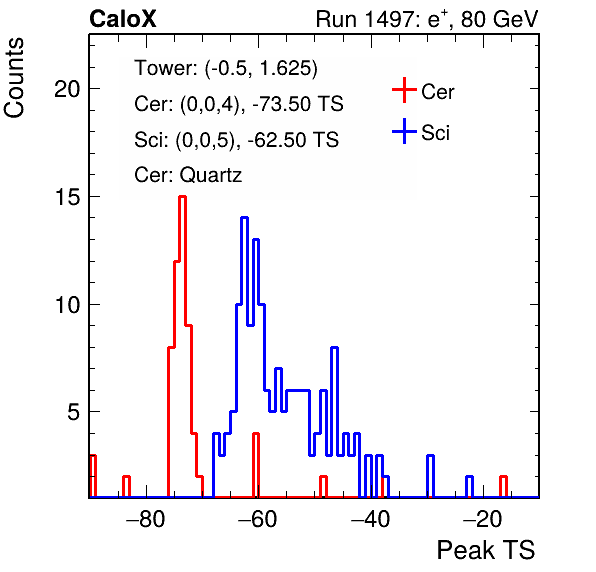 CaloX Run 1497: e⁺, 80 GeV
Counts
Tower: (-0.5, 1.625)
Cer: (0,0,4), -73.50 TS
Sci: (0,0,5), -62.50 TS
Cer: Quartz
Cer
Sci
20
15
10
5
−80 −60 −40 −20
Peak TS